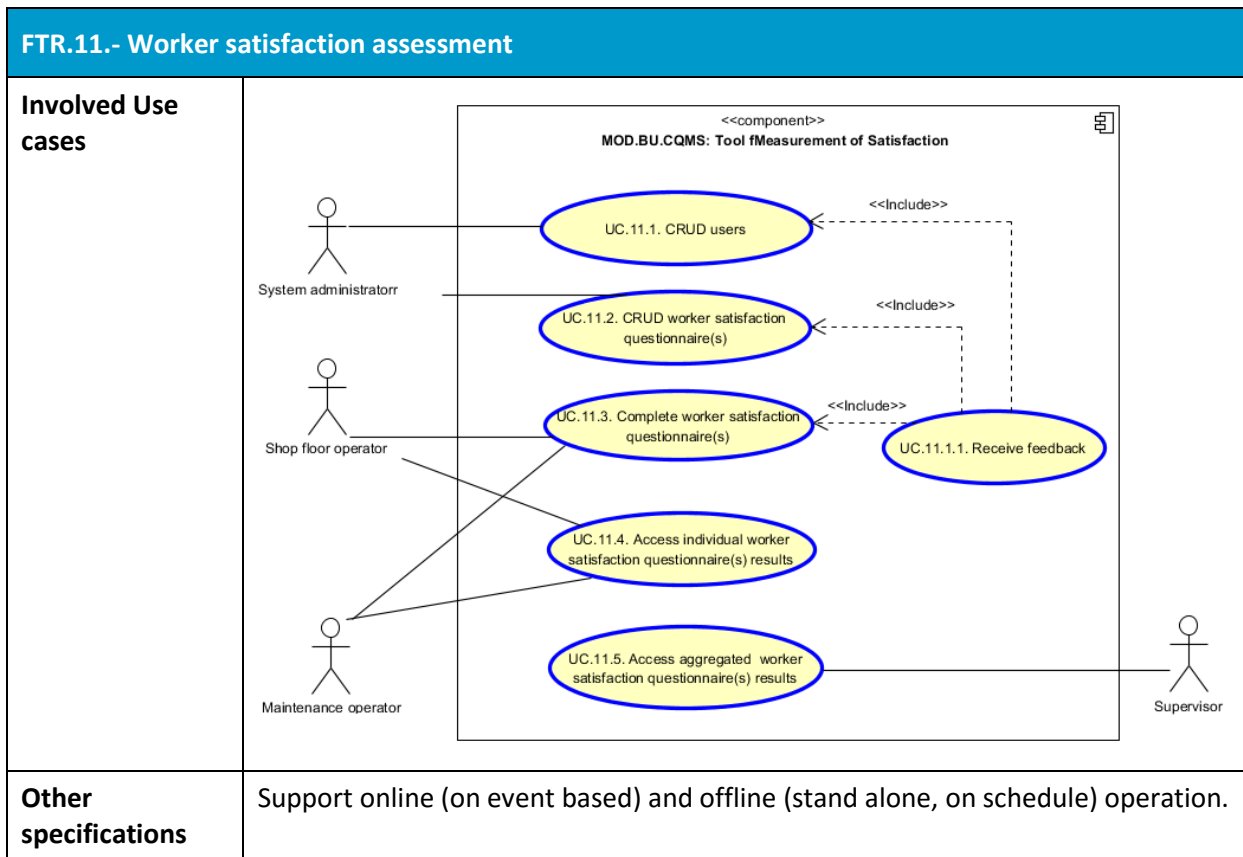 FTR.11.- Worker satisfaction assessment
Involved Use
cases
<<component>>
MOD.BU.CQMS: Tool fMeasurement of Satisfaction
<<Include>>
UC.11.1. CRUD users
System administratorr
<<Include>>
UC.11.2. CRUD worker satisfaction
questionnaire(s)
<<Include>>
UC.11.3. Complete worker satisfaction
questionnaire(s)
Shop floor operator
UC.11.1.1. Receive feedback
UC.11.4. Access individual worker
satisfaction questionnaire(s) results
UC.11.5. Access aggregated worker
satisfaction questionnaire(s) results
Maintenance operator
Supervisor
Other
specifications
Support online (on event based) and offline (stand alone, on schedule) operation.